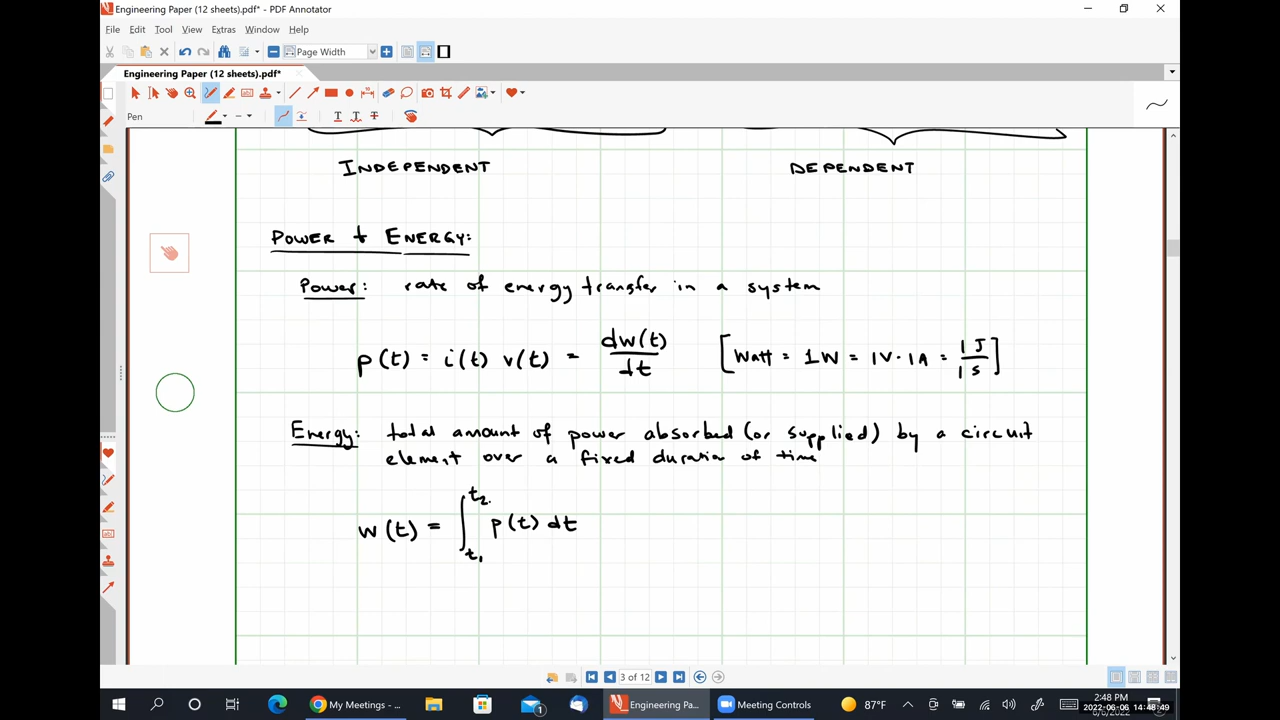 Engineering Paper (12 sheets).pdf* - PDF Annotator
File Edit Tool View Extras Window Help
Page Width
Engineering Paper (12 sheets).pdf*
Pen
INDEPENDENT DEPENDENT
POWER & ENERGY:
Power: rate of energy transfer in a system
p(t) = i(t) v(t) = dw(t)/dt [Watt = 1W = 1V·1A = 1J/1s]
Energy: total amount of power absorbed (or supplied) by a circuit
element over a fixed duration of time
w(t) = ∫t₁^t₂ p(t) dt
3 of 12
My Meetings - ...
Engineering Pa...
Meeting Controls
87°F
2:48 PM
2022-06-06 14:48:49